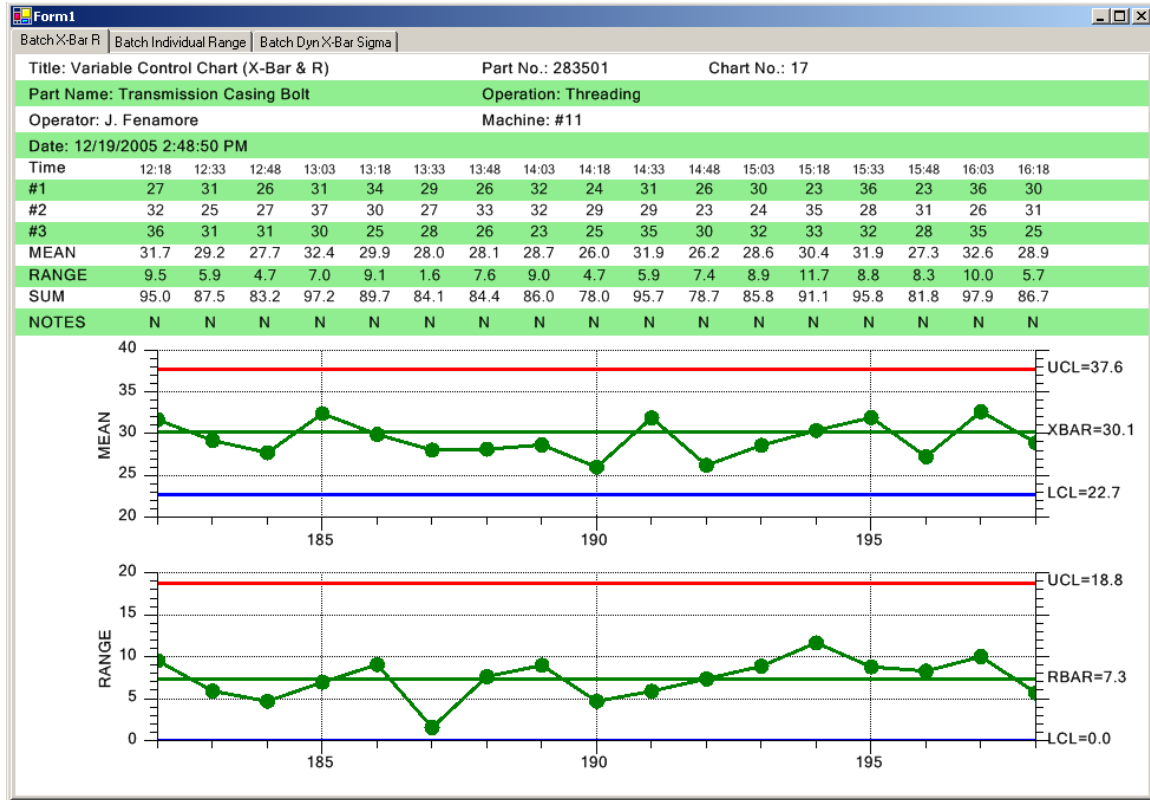 Form1
Batch X-Bar R Batch Individual Range Batch Dyn X-Bar Sigma
Title: Variable Control Chart (X-Bar & R) Part No.: 283501 Chart No.: 17
Part Name: Transmission Casing Bolt Operation: Threading
Operator: J. Fenamore Machine: #11
Date: 12/19/2005 2:48:50 PM
Time 12:18 12:33 12:48 13:03 13:18 13:33 13:48 14:03 14:18 14:33 14:48 15:03 15:18 15:33 15:48 16:03 16:18
#1 27 31 26 31 34 29 26 32 24 31 26 30 23 36 23 36 30
#2 32 25 27 37 30 27 33 32 29 29 23 24 35 28 31 26 31
#3 36 31 31 30 25 28 26 23 25 35 30 32 33 32 28 35 25
MEAN 31.7 29.2 27.7 32.4 29.9 28.0 28.1 28.7 26.0 31.9 26.2 28.6 30.4 31.9 27.3 32.6 28.9
RANGE 9.5 5.9 4.7 7.0 9.1 1.6 7.6 9.0 4.7 5.9 7.4 8.9 11.7 8.8 8.3 10.0 5.7
SUM 95.0 87.5 83.2 97.2 89.7 84.1 84.4 86.0 78.0 95.7 78.7 85.8 91.1 95.8 81.8 97.9 86.7
NOTES N N N N N N N N N N N N N N N N N
MEAN
40
35
30
25
20
UCL=37.6
XBAR=30.1
LCL=22.7
185 190 195
RANGE
20
15
10
5
0
UCL=18.8
RBAR=7.3
LCL=0.0
185 190 195